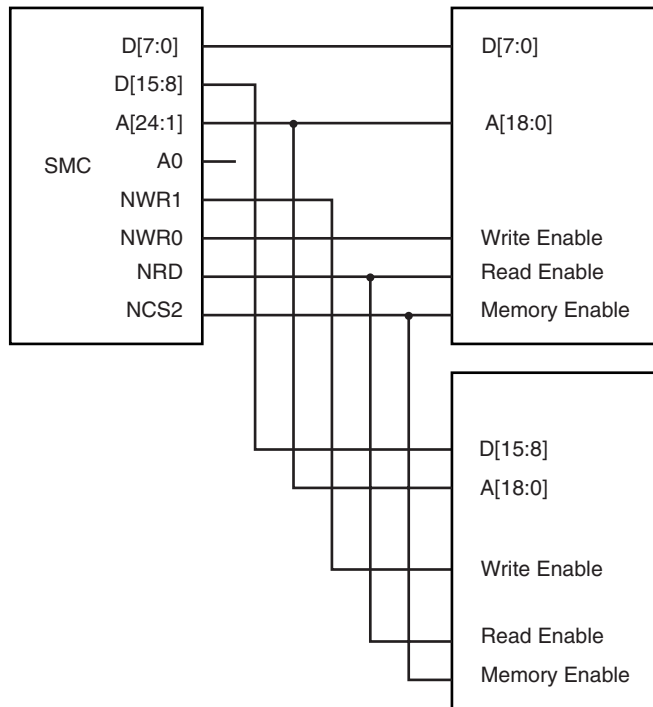 D[7:0] D[7:0]
D[15:8]
A[24:1] A[18:0]
SMC A0
NWR1
NWR0 Write Enable
NRD Read Enable
NCS2 Memory Enable
D[15:8]
A[18:0]
Write Enable
Read Enable
Memory Enable